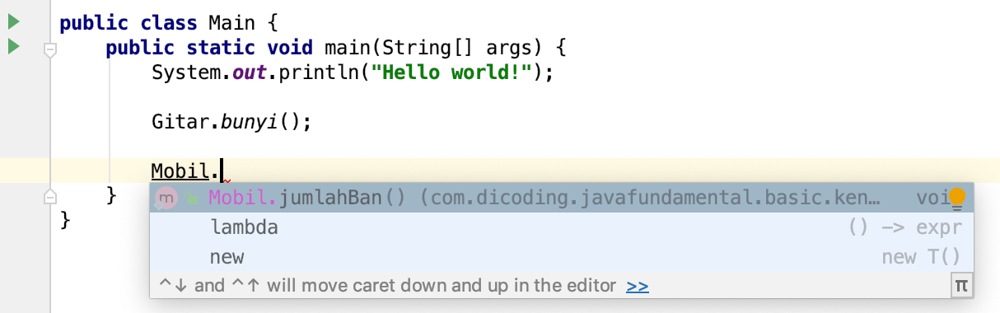 public class Main {
public static void main(String[] args) {
System.out.println("Hello world!");
Gitar.bunyi();
Mobil.
}
m Mobil.jumlahBan() (com.dicoding.javafundamental.basic.ken… voi
}
lambda () -> expr
new new T()
^↓ and ^↑ will move caret down and up in the editor >> π